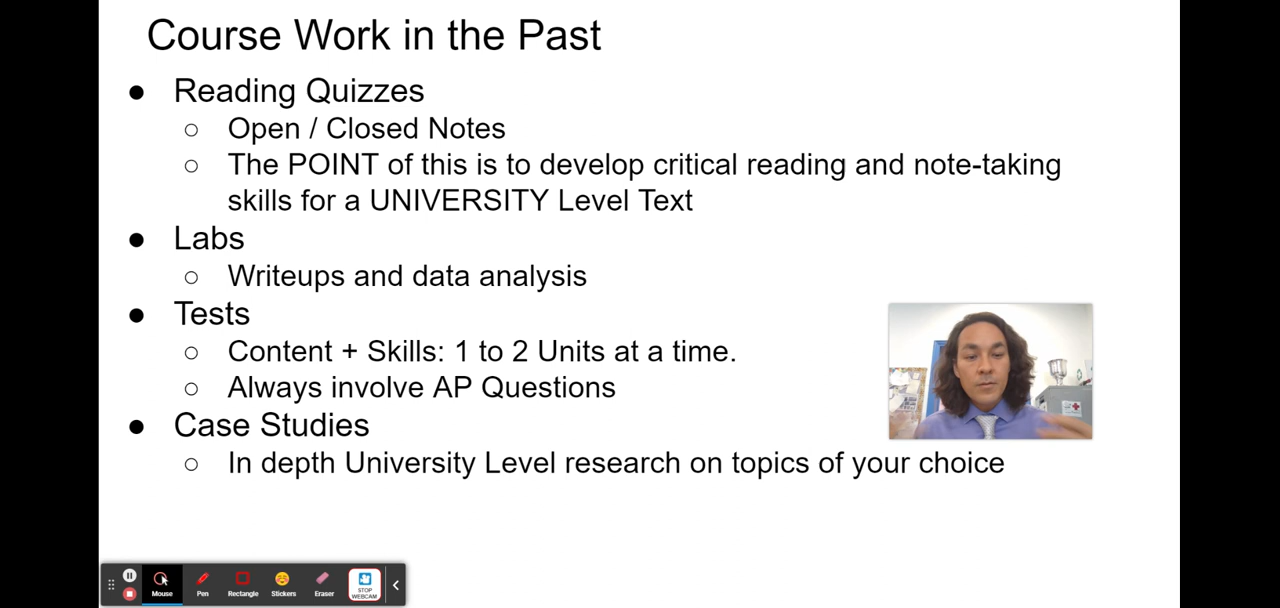 Course Work in the Past
● Reading Quizzes
○ Open / Closed Notes
○ The POINT of this is to develop critical reading and note-taking
skills for a UNIVERSITY Level Text
● Labs
○ Writeups and data analysis
● Tests
○ Content + Skills: 1 to 2 Units at a time.
○ Always involve AP Questions
● Case Studies
○ In depth University Level research on topics of your choice
Mouse Pen Rectangle Stickers Eraser STOP
WEBCAM